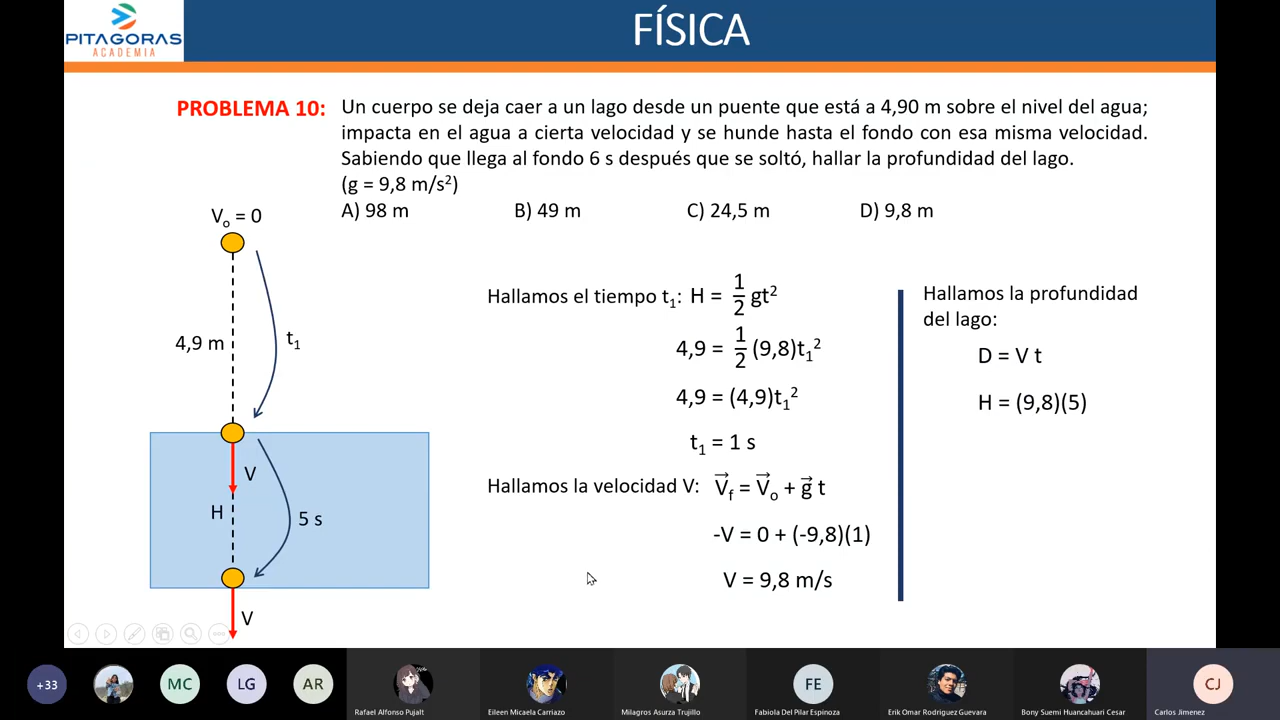 PITAGORAS
ACADEMIA
FÍSICA
PROBLEMA 10:
Un cuerpo se deja caer a un lago desde un puente que está a 4,90 m sobre el nivel del agua;
impacta en el agua a cierta velocidad y se hunde hasta el fondo con esa misma velocidad.
Sabiendo que llega al fondo 6 s después que se soltó, hallar la profundidad del lago.
(g = 9,8 m/s²)
A) 98 m B) 49 m C) 24,5 m D) 9,8 m
Vₒ = 0
4,9 m
t₁
V
H
5 s
V
Hallamos el tiempo t₁: H = 1/2 gt²
4,9 = 1/2 (9,8)t₁²
4,9 = (4,9)t₁²
t₁ = 1 s
Hallamos la velocidad V: V⃗f = V⃗ₒ + g⃗ t
-V = 0 + (-9,8)(1)
V = 9,8 m/s
Hallamos la profundidad
del lago:
D = V t
H = (9,8)(5)
+33
MC
LG
AR
FE
CJ
Rafael Alfonso Pujalt
Eileen Micaela Carriazo
Milagros Asurza Trujillo
Fabiola Del Pilar Espinoza
Erik Omar Rodriguez Guevara
Bony Suemi Huancahuari Cesar
Carlos Jimenez